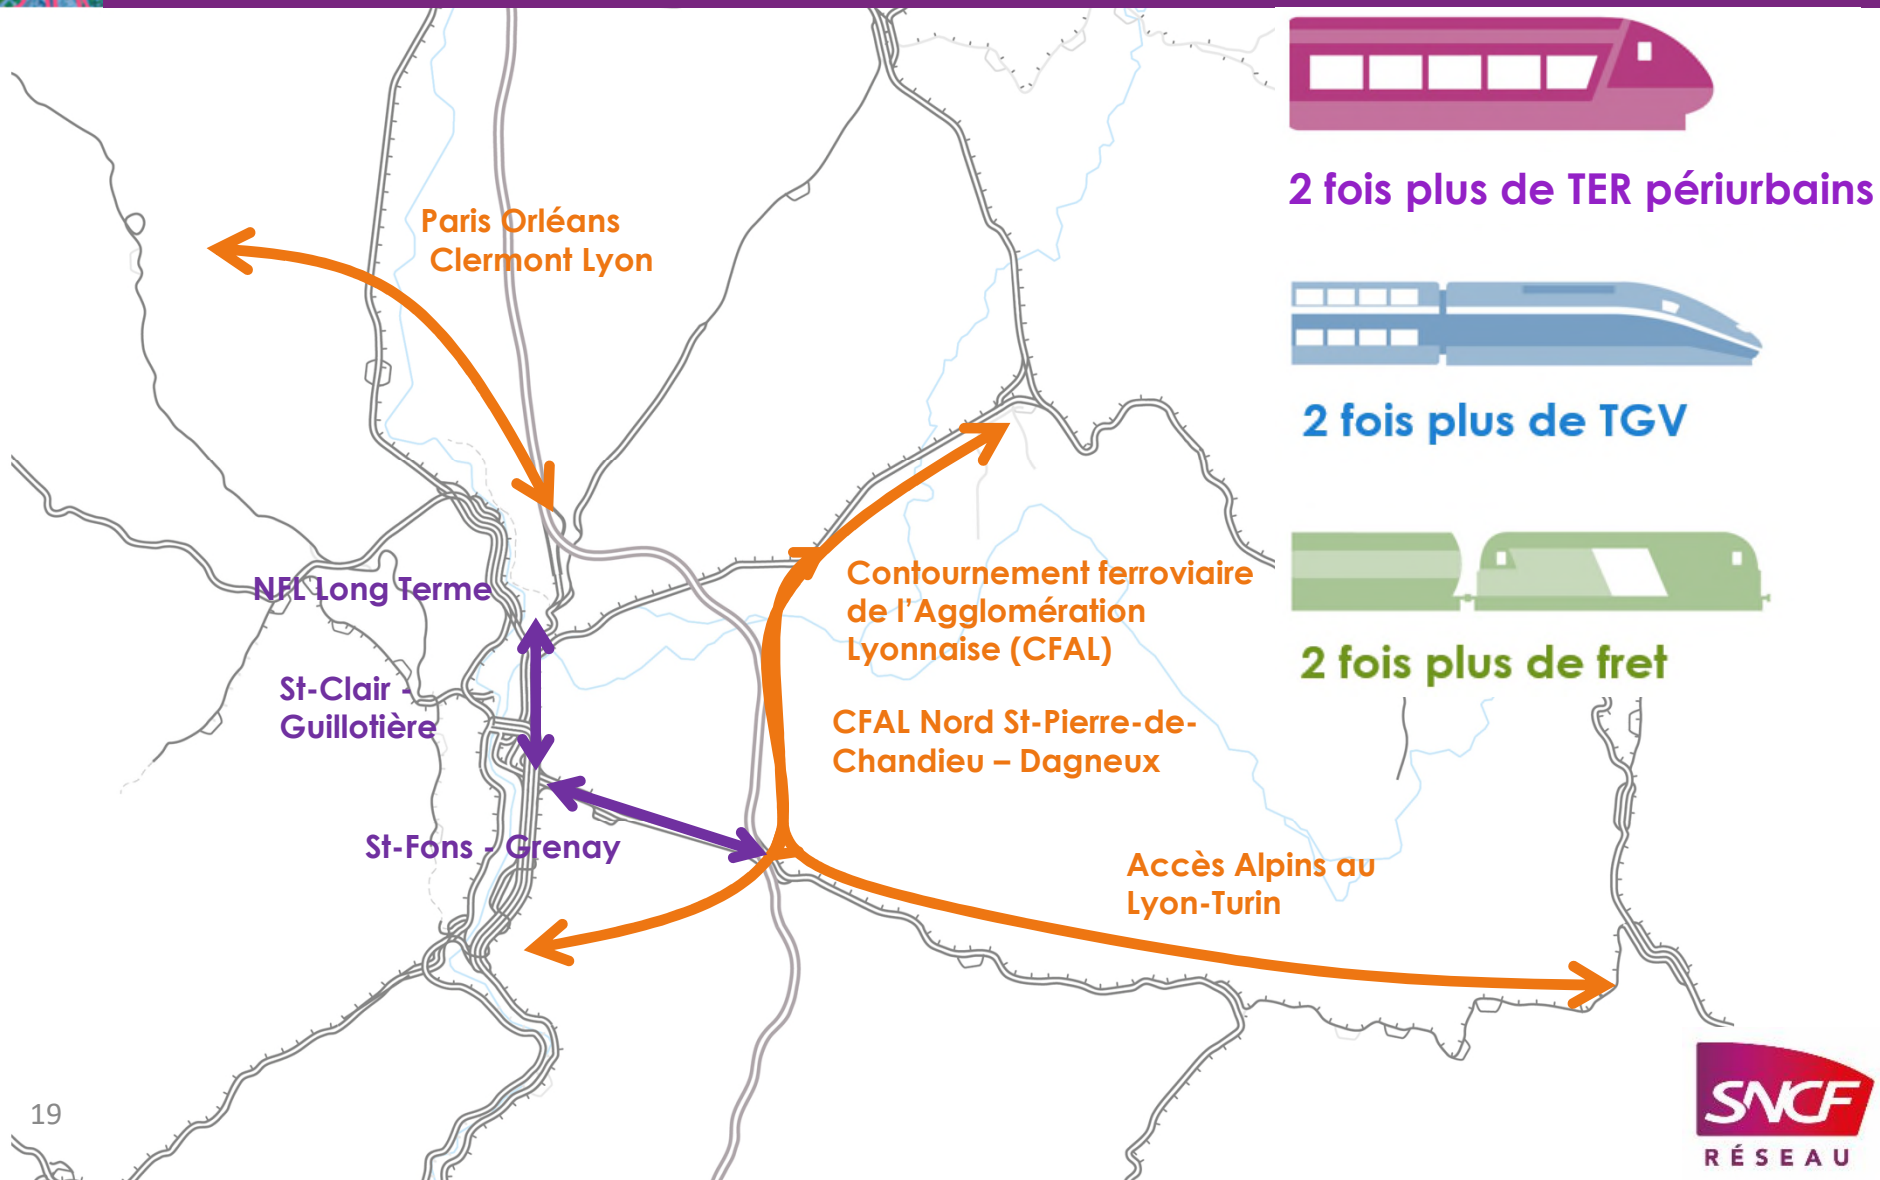 2 fois plus de TER périurbains
Paris Orléans
Clermont Lyon
2 fois plus de TGV
Contournement ferroviaire
de l'Agglomération
Lyonnaise (CFAL)
NFL Long Terme
2 fois plus de fret
St-Clair -
Guillotière
CFAL Nord St-Pierre-de-
Chandieu – Dagneux
St-Fons - Grenay
Accès Alpins au
Lyon-Turin
19
SNCF
RÉSEAU